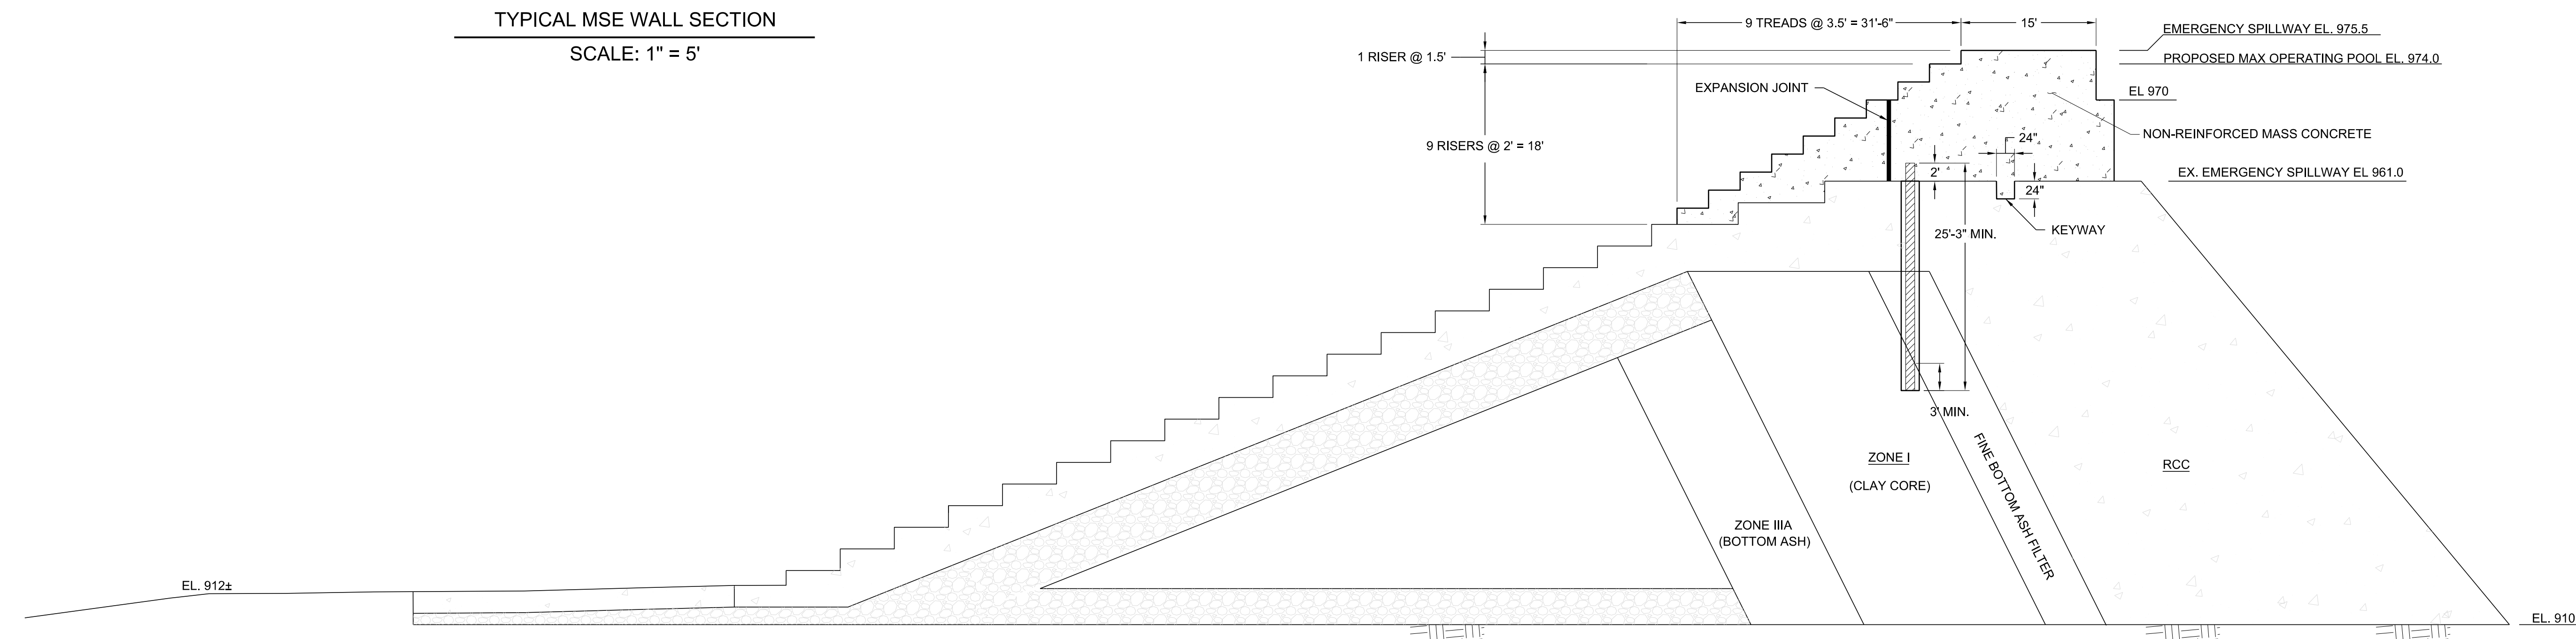 TYPICAL MSE WALL SECTION
SCALE: 1" = 5'
9 TREADS @ 3.5' = 31'-6"
15'
EMERGENCY SPILLWAY EL. 975.5
1 RISER @ 1.5'
PROPOSED MAX OPERATING POOL EL. 974.0
EXPANSION JOINT
EL 970
NON-REINFORCED MASS CONCRETE
24"
9 RISERS @ 2' = 18'
2'
EX. EMERGENCY SPILLWAY EL 961.0
24"
25'-3" MIN.
KEYWAY
3' MIN.
ZONE I
(CLAY CORE)
FINE BOTTOM ASH FILTER
RCC
ZONE IIIA
(BOTTOM ASH)
EL. 912±
EL. 910